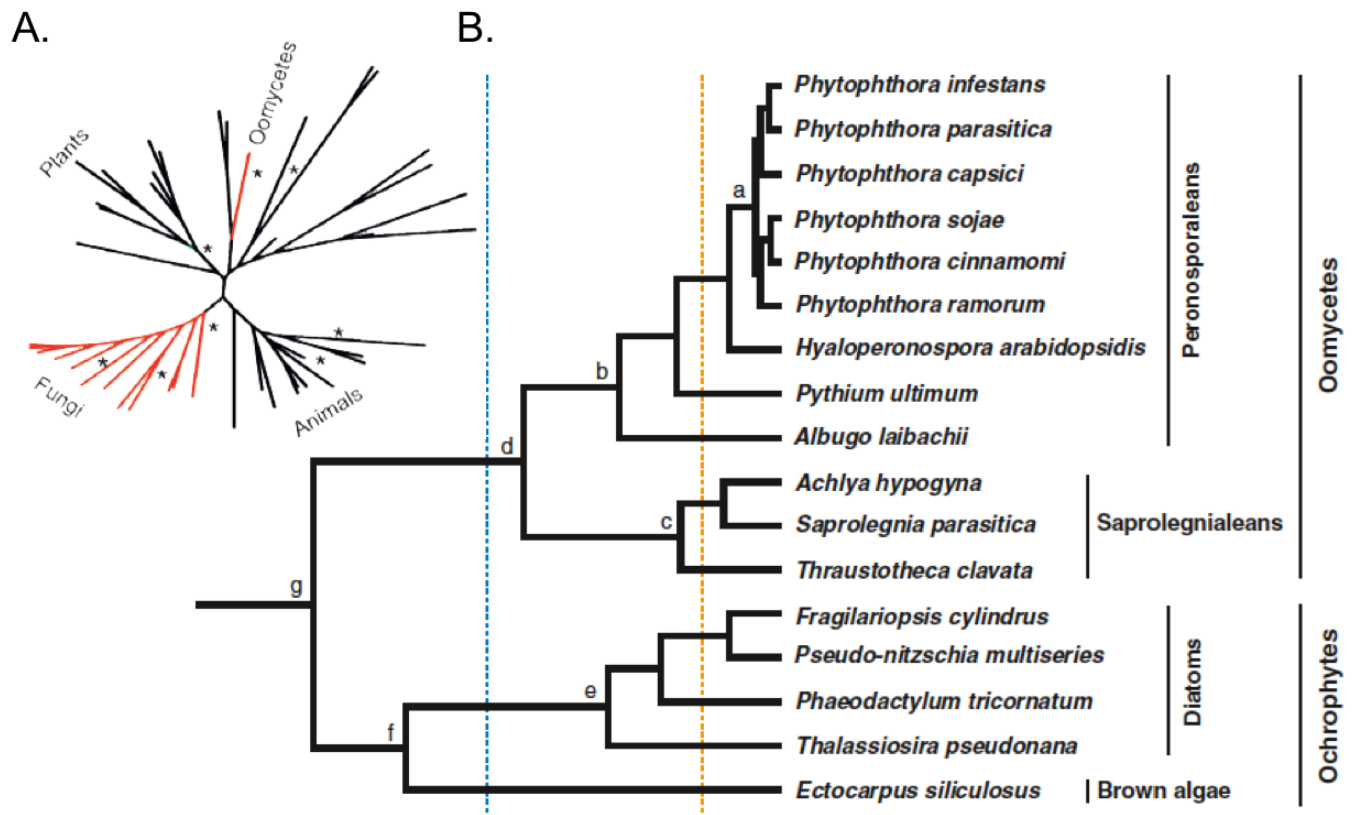 A.
B.
Oomycetes
Plants
Fungi
Animals
*
*
*
*
*
*
*
*
a
b
c
d
e
f
g
Phytophthora infestans
Phytophthora parasitica
Phytophthora capsici
Phytophthora sojae
Phytophthora cinnamomi
Phytophthora ramorum
Hyaloperonospora arabidopsidis
Pythium ultimum
Albugo laibachii
Achlya hypogyna
Saprolegnia parasitica
Thraustotheca clavata
Fragilariopsis cylindrus
Pseudo-nitzschia multiseries
Phaeodactylum tricornatum
Thalassiosira pseudonana
Ectocarpus siliculosus
Peronosporaleans
Saprolegnialeans
Diatoms
Brown algae
Oomycetes
Ochrophytes